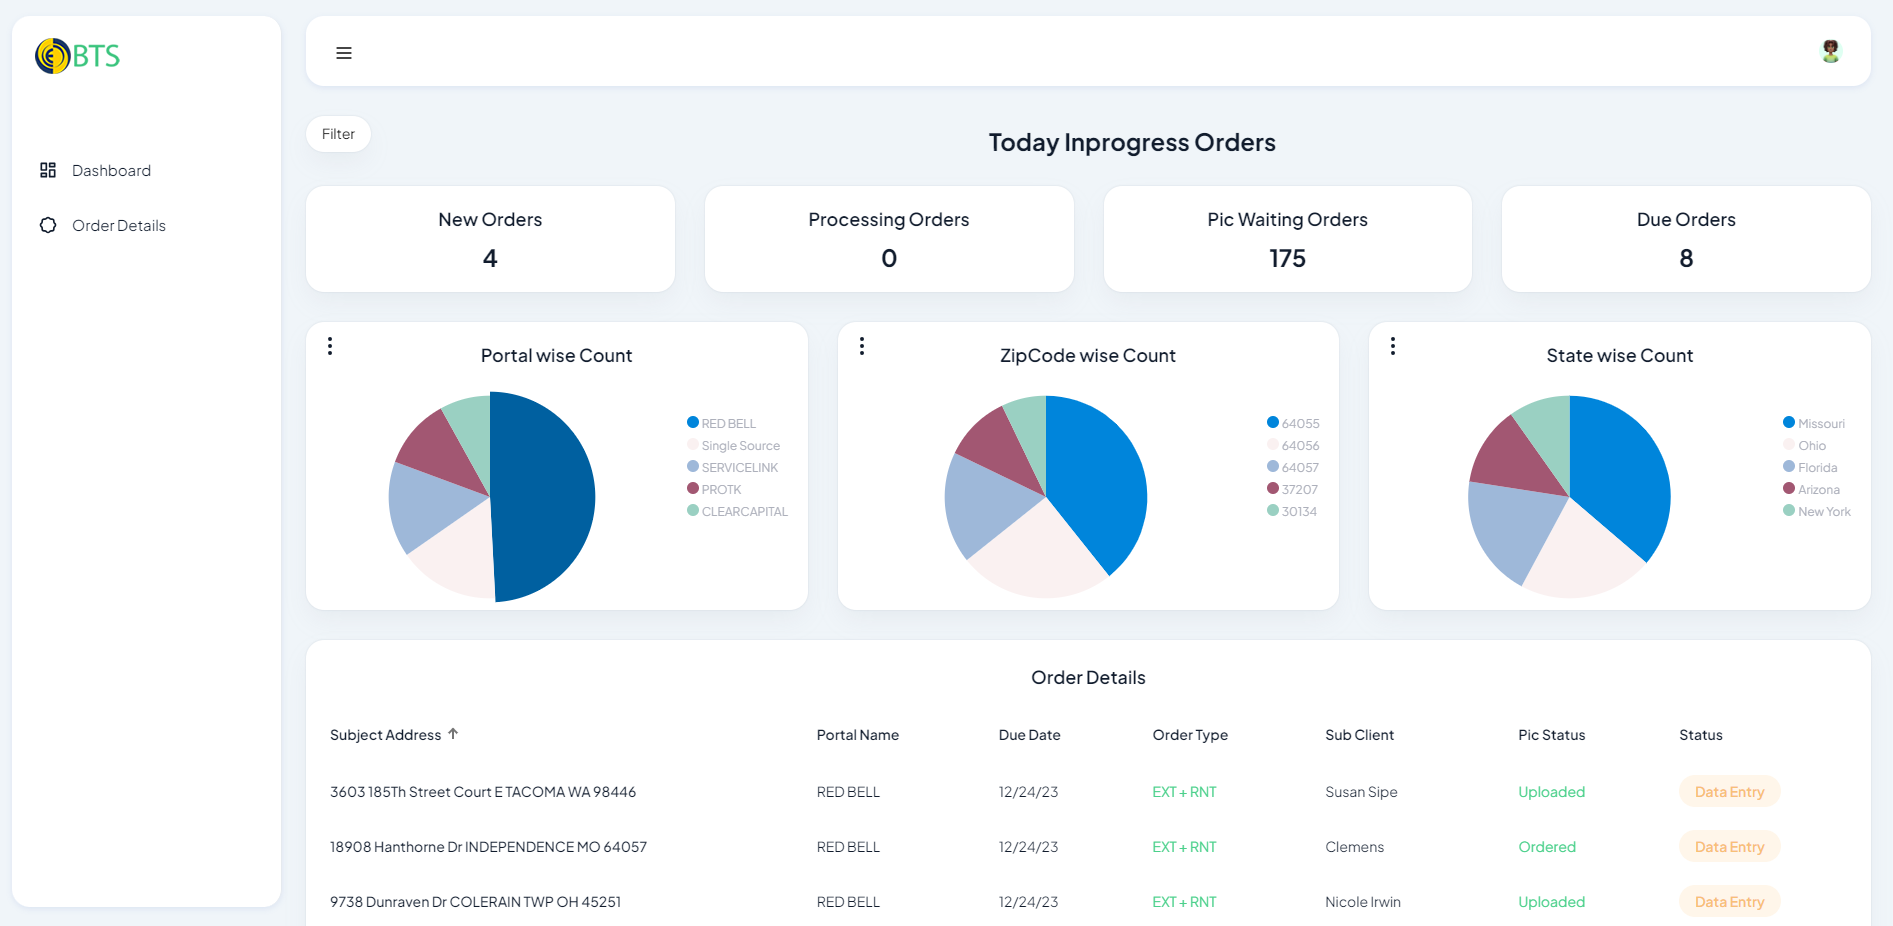 BTS
Dashboard
Order Details
Filter
Today Inprogress Orders
New Orders
4
Processing Orders
0
Pic Waiting Orders
175
Due Orders
8
Portal wise Count
RED BELL
Single Source
SERVICELINK
PROTK
CLEARCAPITAL
ZipCode wise Count
64055
64056
64057
37207
30134
State wise Count
Missouri
Ohio
Florida
Arizona
New York
Order Details
Subject Address Portal Name Due Date Order Type Sub Client Pic Status Status
3603 185Th Street Court E TACOMA WA 98446 RED BELL 12/24/23 EXT + RNT Susan Sipe Uploaded Data Entry
18908 Hanthorne Dr INDEPENDENCE MO 64057 RED BELL 12/24/23 EXT + RNT Clemens Ordered Data Entry
9738 Dunraven Dr COLERAIN TWP OH 45251 RED BELL 12/24/23 EXT + RNT Nicole Irwin Uploaded Data Entry